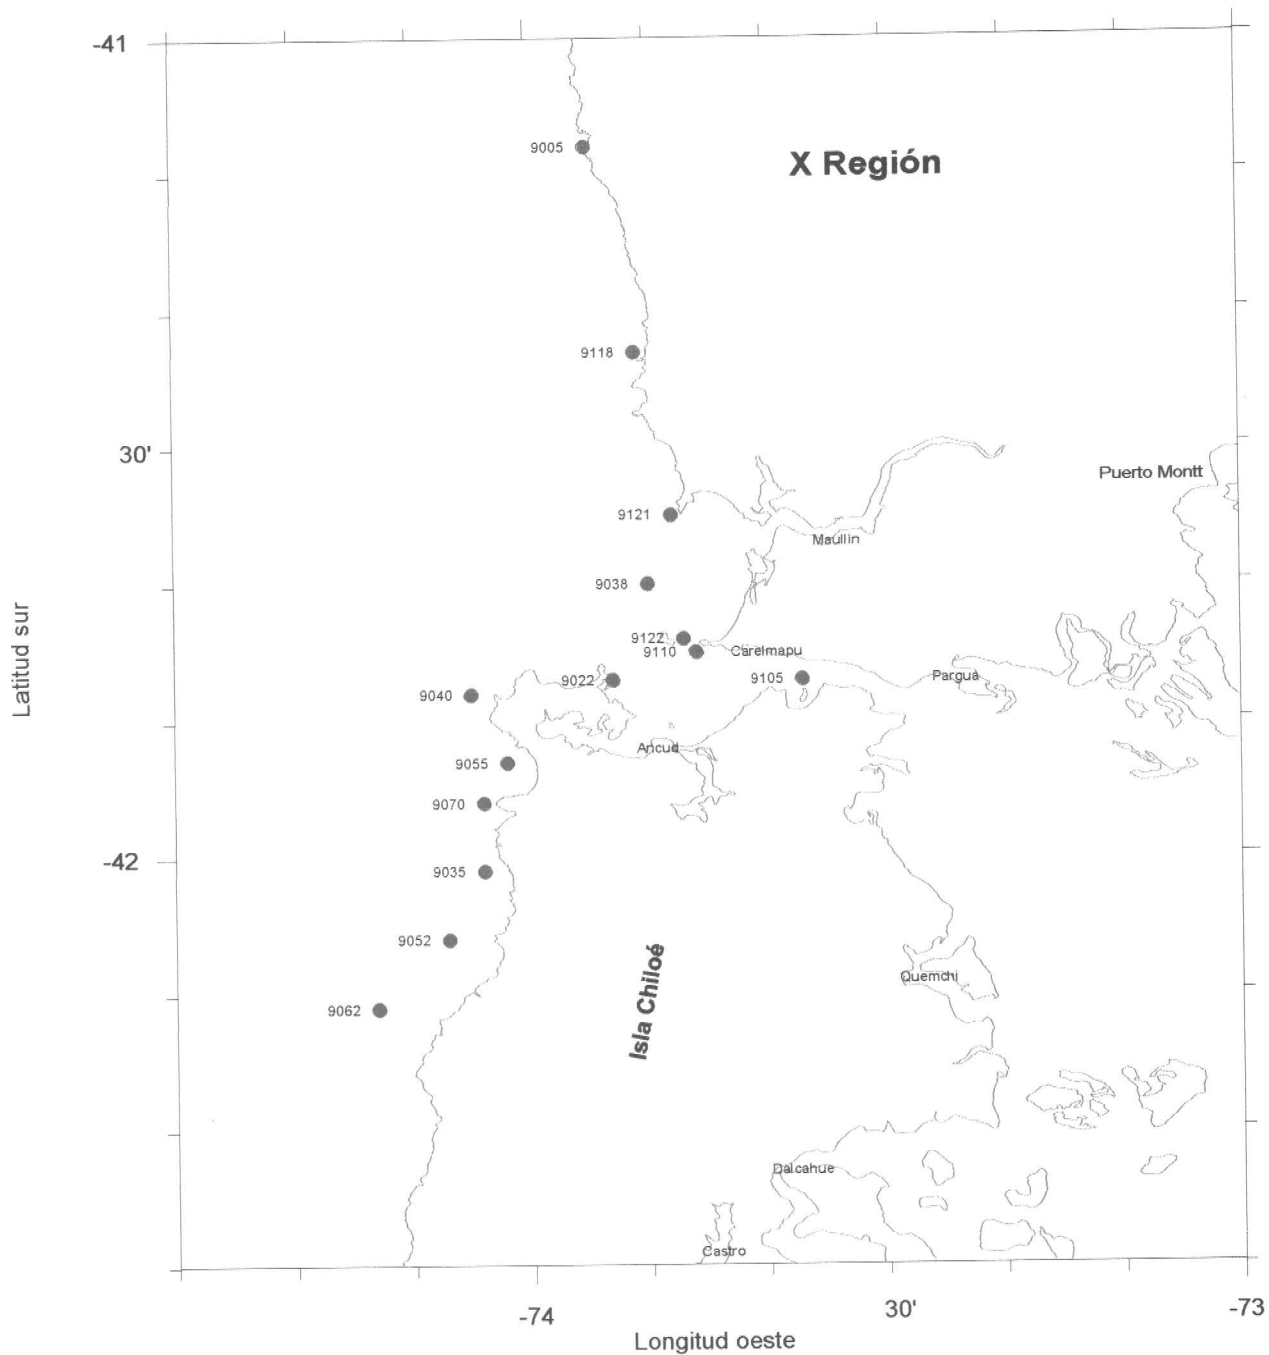 -41
9005
X Región
9118
30'
Puerto Montt
9121
Maullin
9038
9122
9110
Carelmapu
9022
9105
Pargua
9040
Ancud
9055
9070
-42
9035
9052
Quemchi
9062
Isla Chiloé
Dalcahue
Castro
-74
30'
-73
Longitud oeste
Latitud sur